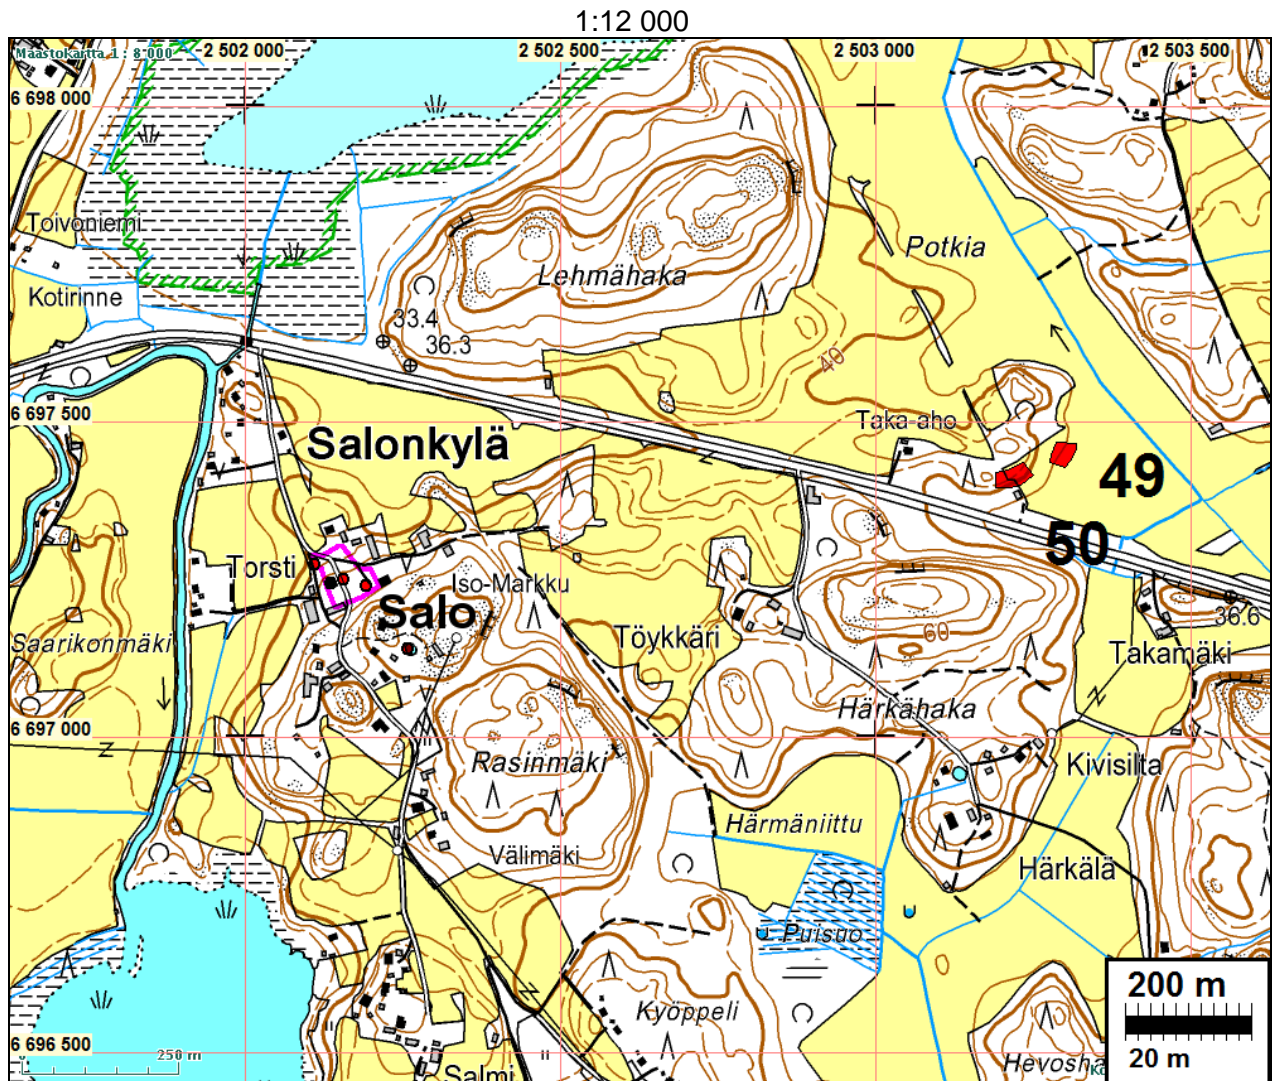 1:12 000
Maastokartta 1 : 8 000
2 502 000
2 502 500
2 503 000
2 503 500
6 698 000
Toivoniemi
Potkia
Lehmähaka
Kotirinne
33.4
36.3
40
6 697 500
Taka-aho
Salonkylä
49
50
Torsti
Iso-Markku
Salo
36.6
Saarikonmäki
Töykkäri
60
Takamäki
Härkähaka
6 697 000
Rasinmäki
Kivisilta
Härmäniittu
Välimäki
Härkälä
Puisuo
200 m
Kyöppeli
20 m
6 696 500
250 m
Hevosha
Salmi